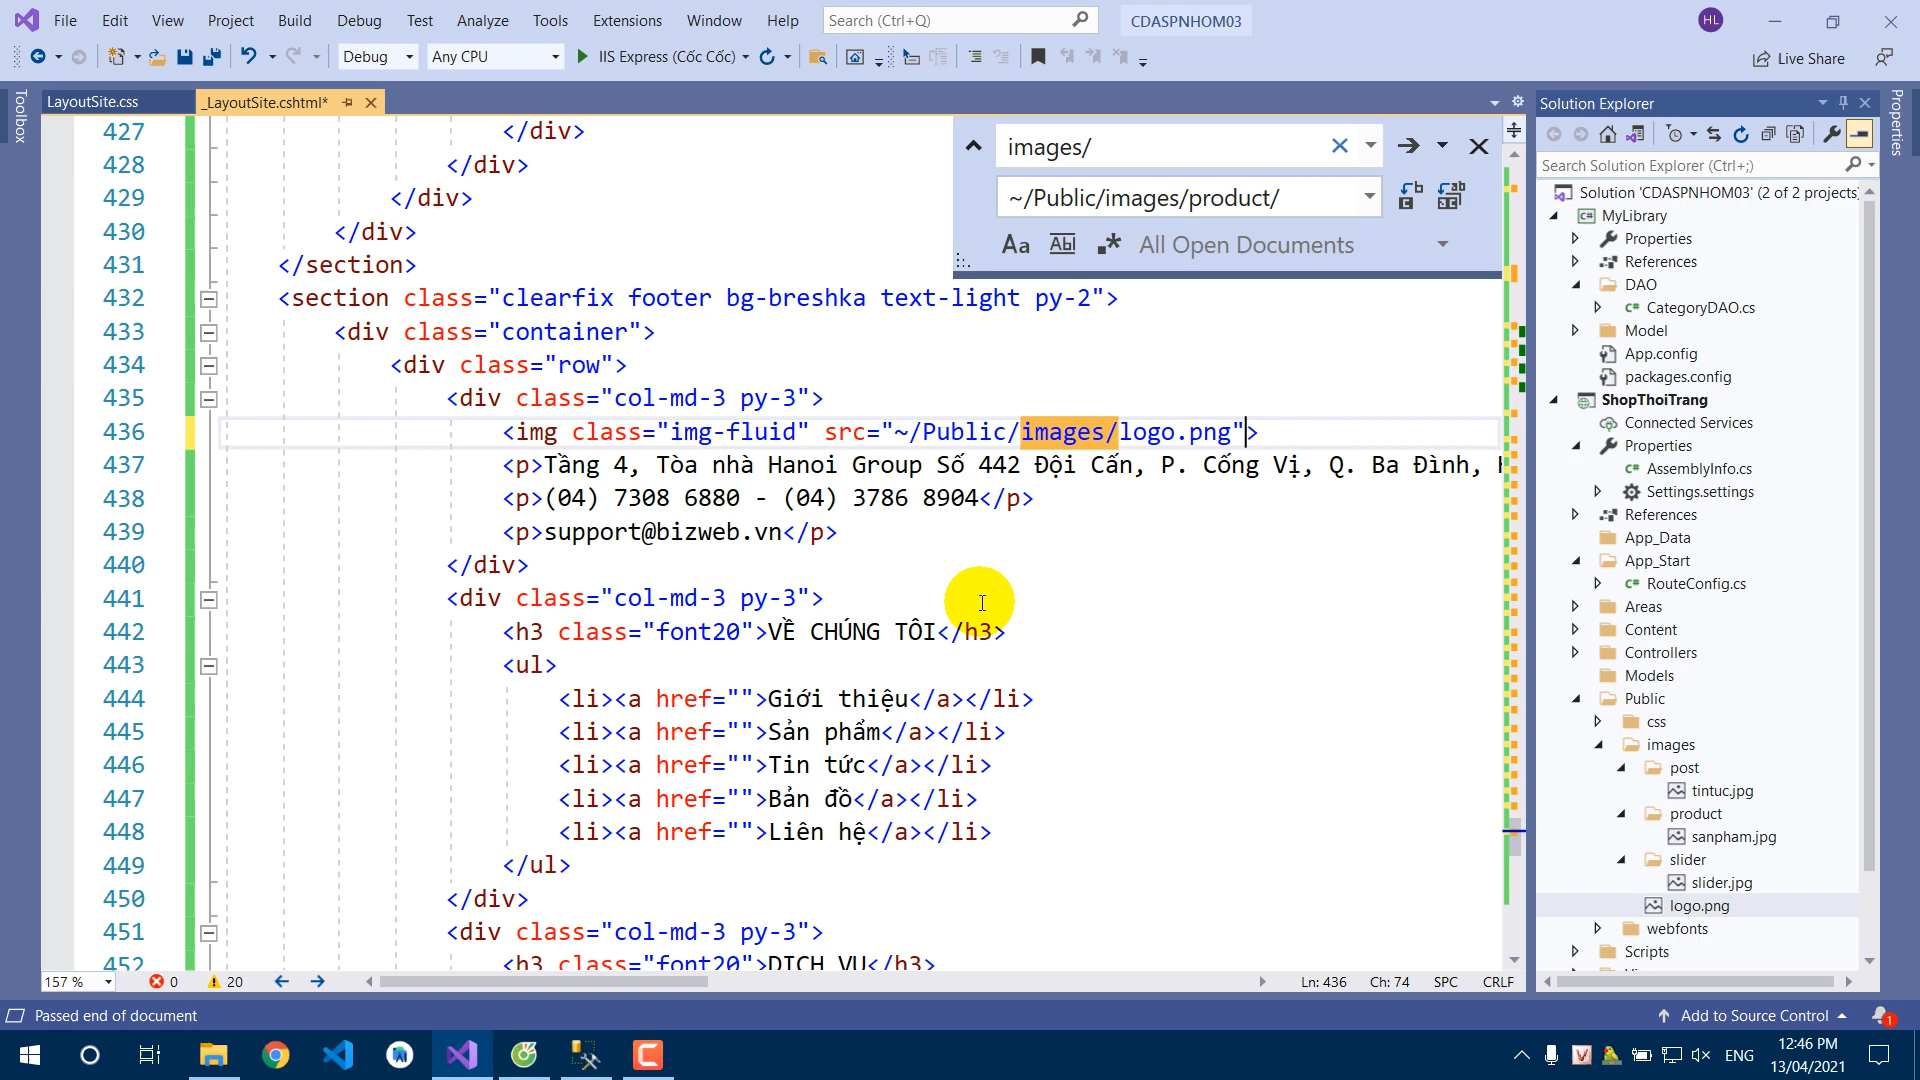 File Edit View Project Build Debug Test Analyze Tools Extensions Window Help Search (Ctrl+Q) CDASPNHOM03 HL
Debug Any CPU IIS Express (Cốc Cốc) Live Share
Toolbox
LayoutSite.css _LayoutSite.cshtml*
427 </div>
428 </div>
429 </div>
430 </div>
431 </section>
432 <section class="clearfix footer bg-breshka text-light py-2">
433 <div class="container">
434 <div class="row">
435 <div class="col-md-3 py-3">
436 <img class="img-fluid" src="~/Public/images/logo.png">
437 <p>Tầng 4, Tòa nhà Hanoi Group Số 442 Đội Cấn, P. Cống Vị, Q. Ba Đình,
438 <p>(04) 7308 6880 - (04) 3786 8904</p>
439 <p>support@bizweb.vn</p>
440 </div>
441 <div class="col-md-3 py-3">
442 <h3 class="font20">VỀ CHÚNG TÔI</h3>
443 <ul>
444 <li><a href="">Giới thiệu</a></li>
445 <li><a href="">Sản phẩm</a></li>
446 <li><a href="">Tin tức</a></li>
447 <li><a href="">Bản đồ</a></li>
448 <li><a href="">Liên hệ</a></li>
449 </ul>
450 </div>
451 <div class="col-md-3 py-3">
452 <h3 class="font20">DỊCH VỤ</h3>
images/
~/Public/images/product/
Aa Abl .* All Open Documents
157 % 0 20 Ln: 436 Ch: 74 SPC CRLF
Solution Explorer
Search Solution Explorer (Ctrl+;)
Solution 'CDASPNHOM03' (2 of 2 projects)
MyLibrary
Properties
References
DAO
CategoryDAO.cs
Model
App.config
packages.config
ShopThoiTrang
Connected Services
Properties
AssemblyInfo.cs
Settings.settings
References
App_Data
App_Start
RouteConfig.cs
Areas
Content
Controllers
Models
Public
css
images
post
tintuc.jpg
product
sanpham.jpg
slider
slider.jpg
logo.png
webfonts
Scripts
Properties
Passed end of document Add to Source Control 1
ENG 12:46 PM
13/04/2021